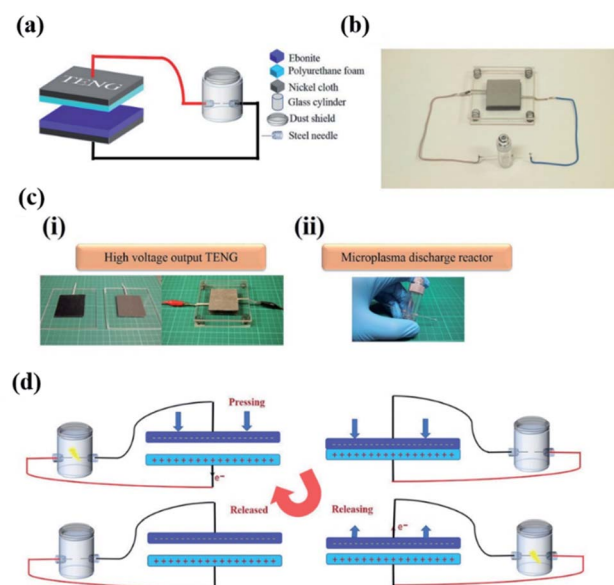 (a)
TENG
Ebonite
Polyurethane foam
Nickel cloth
Glass cylinder
Dust shield
Steel needle
(b)
(c)
(i)
High voltage output TENG
(ii)
Microplasma discharge reactor
(d)
Pressing
e⁻
Released
Releasing
e⁻